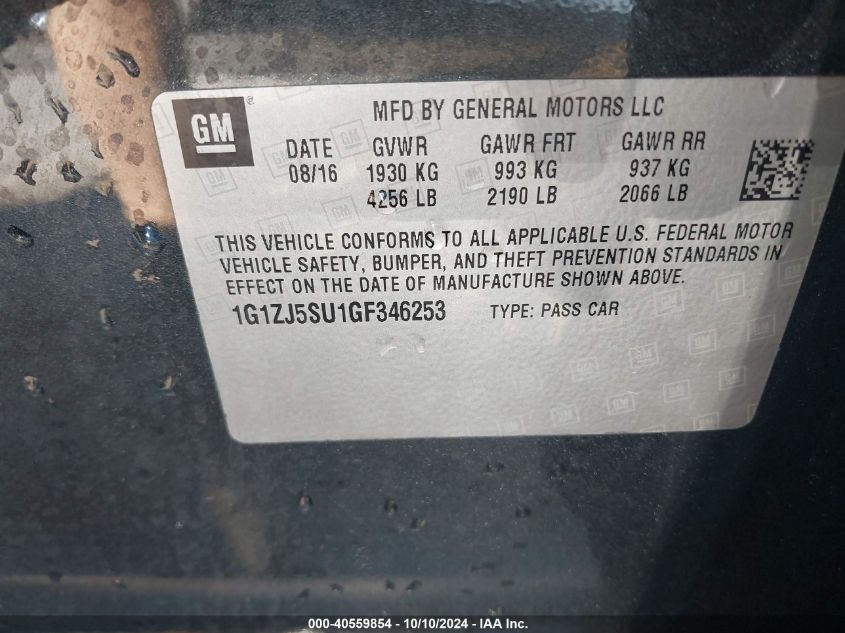 GM
MFD BY GENERAL MOTORS LLC
DATE GVWR GAWR FRT GAWR RR
08/16 1930 KG 993 KG 937 KG
4256 LB 2190 LB 2066 LB
THIS VEHICLE CONFORMS TO ALL APPLICABLE U.S. FEDERAL MOTOR
VEHICLE SAFETY, BUMPER, AND THEFT PREVENTION STANDARDS IN
EFFECT ON THE DATE OF MANUFACTURE SHOWN ABOVE.
1G1ZJ5SU1GF346253 TYPE: PASS CAR
000-40559854 - 10/10/2024 - IAA Inc.